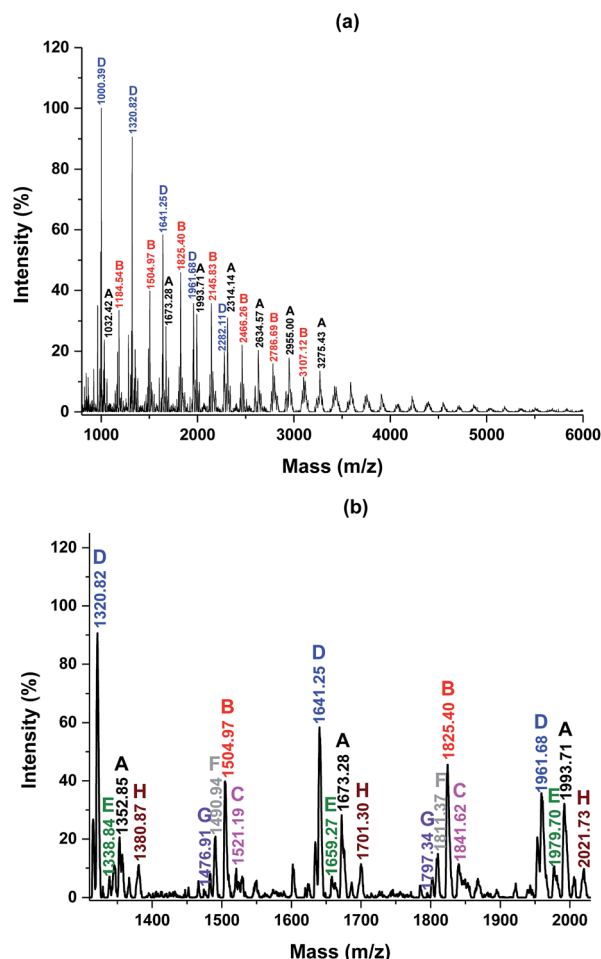 (a)
Intensity (%)
120
100
80
60
40
20
0
1000.39 D
1032.42 A
1184.54 B
1320.82 D
1504.97 B
1641.25 D
1673.28 A
1825.40 B
1961.68 D
1993.71 A
2145.83 B
2282.11 D
2314.14 A
2466.26 B
2634.57 A
2786.69 B
2955.00 A
3107.12 B
3275.43 A
1000 2000 3000 4000 5000 6000
Mass (m/z)
(b)
Intensity (%)
120
100
80
60
40
20
0
1320.82 D
1338.84 E
1352.85 A
1380.87 H
1476.91 G
1490.94 F
1504.97 B
1521.19 C
1641.25 D
1659.27 E
1673.28 A
1701.30 H
1797.34 G
1811.37 F
1825.40 B
1841.62 C
1961.68 D
1979.70 E
1993.71 A
2021.73 H
1400 1500 1600 1700 1800 1900 2000
Mass (m/z)